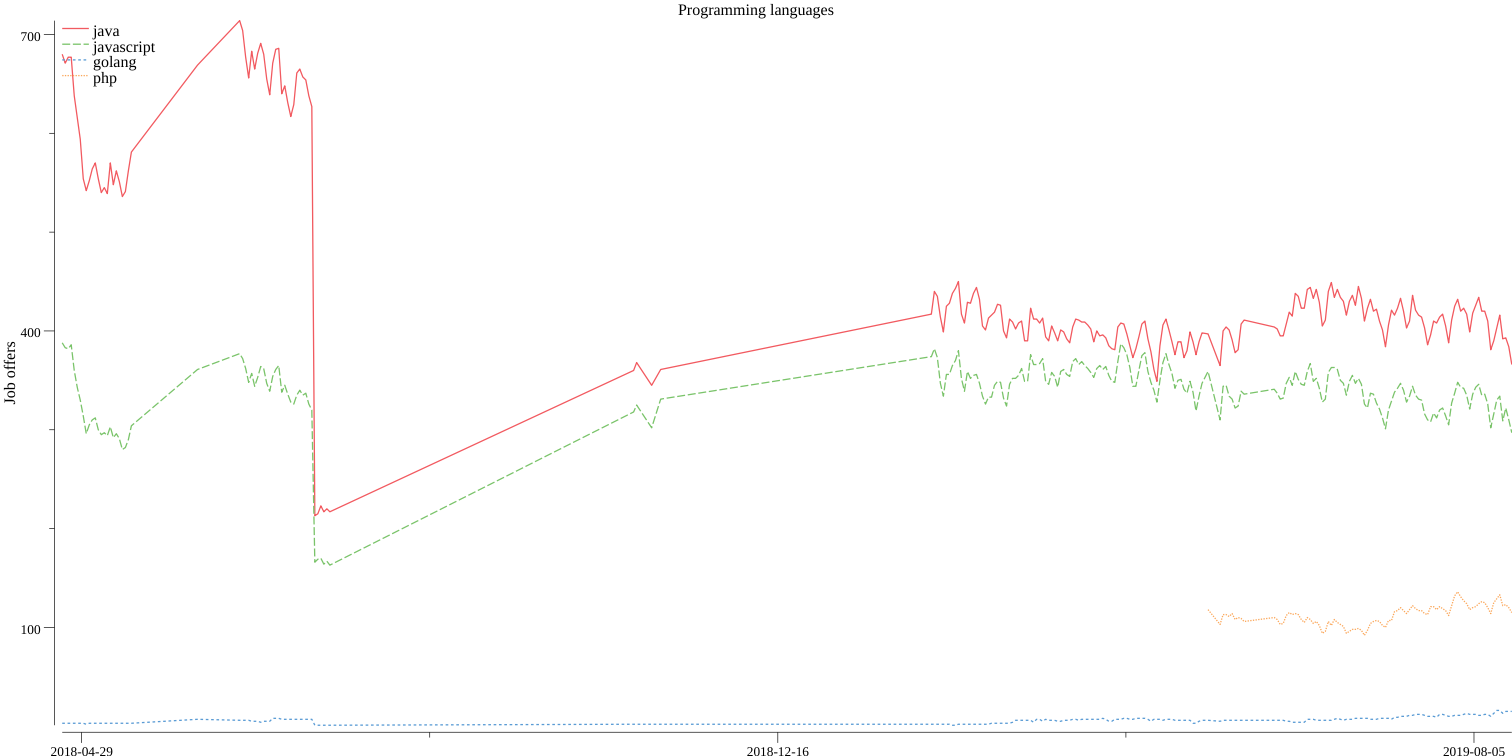 Programming languages
java
javascript
golang
php
700
400
100
Job offers
2018-04-29
2018-12-16
2019-08-05